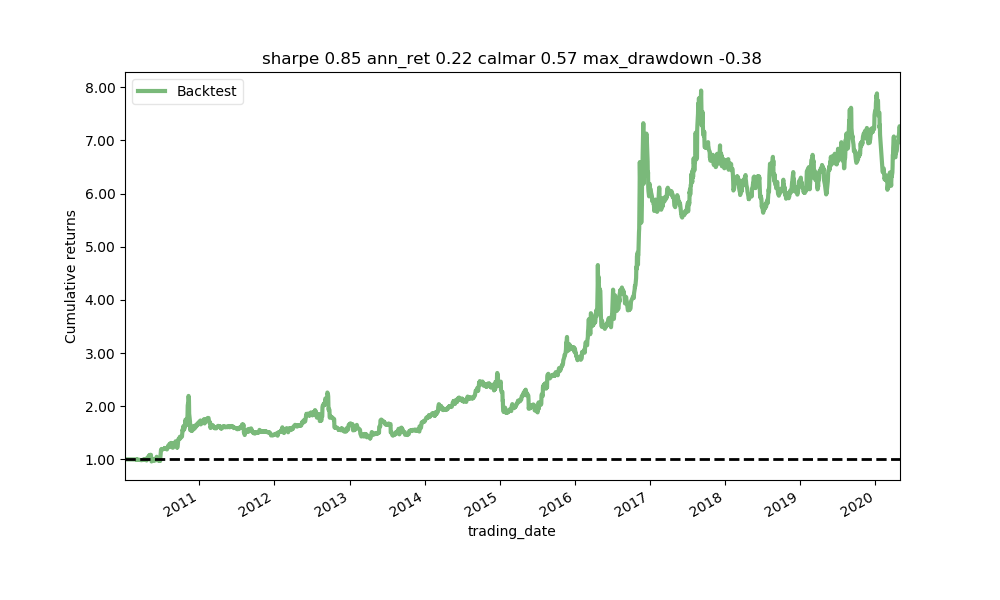 sharpe 0.85 ann_ret 0.22 calmar 0.57 max_drawdown -0.38
Backtest
8.00
7.00
6.00
5.00
4.00
3.00
2.00
1.00
Cumulative returns
2011 2012 2013 2014 2015 2016 2017 2018 2019 2020
trading_date